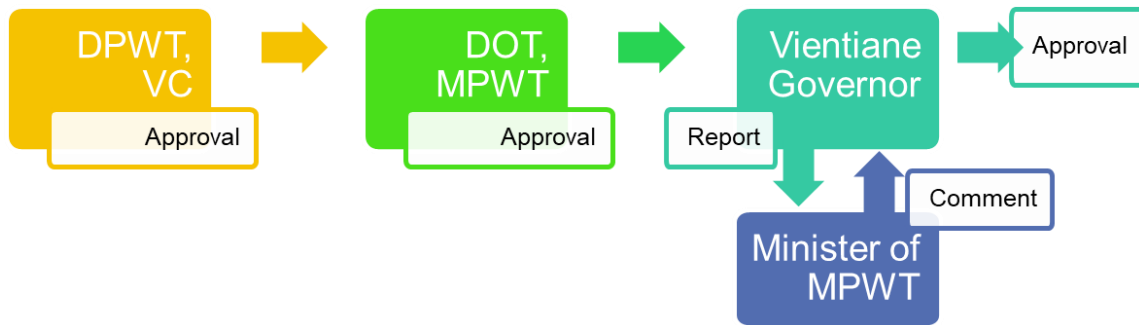 DPWT,
VC
Approval
DOT,
MPWT
Approval
Vientiane
Governor
Approval
Report
Comment
Minister of
MPWT